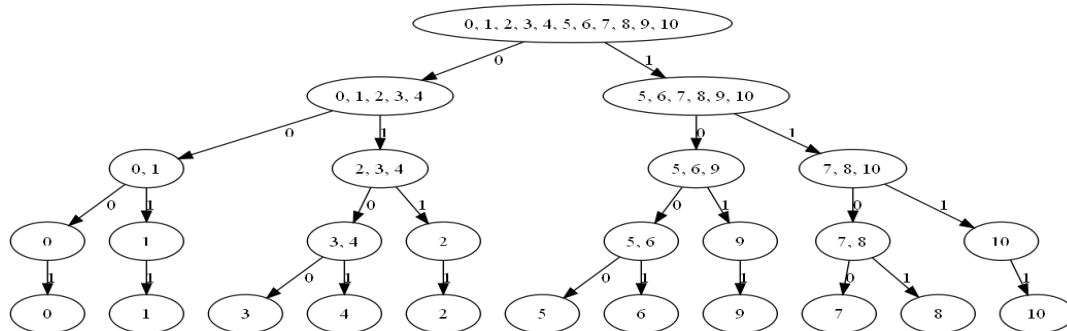 0, 1, 2, 3, 4, 5, 6, 7, 8, 9, 10
0 1
0, 1, 2, 3, 4 5, 6, 7, 8, 9, 10
0 1 0 1
0, 1 2, 3, 4 5, 6, 9 7, 8, 10
0 1 0 1 0 1 0 1
0 1 3, 4 2 5, 6 9 7, 8 10
1 1 0 1 1 0 1 1 0 1 1
0 1 3 4 2 5 6 9 7 8 10